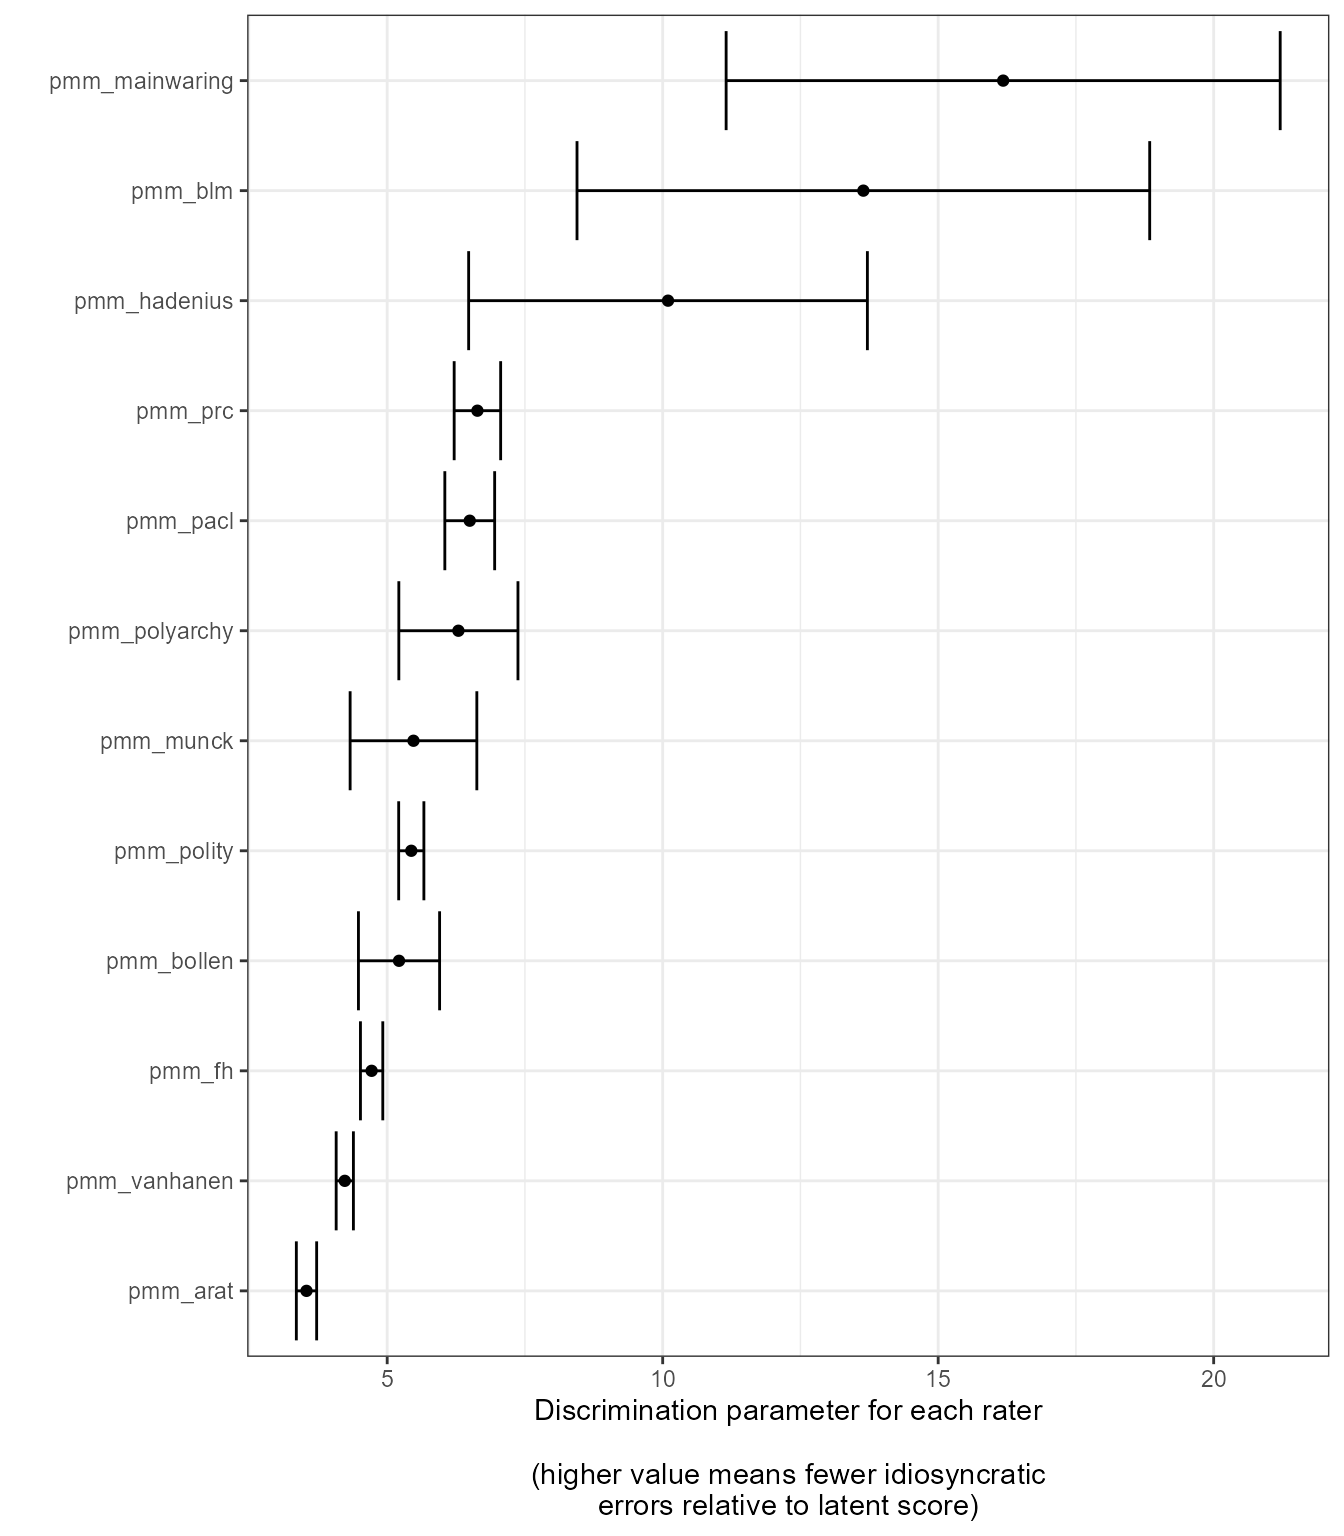 pmm_mainwaring
pmm_blm
pmm_hadenius
pmm_prc
pmm_pacl
pmm_polyarchy
pmm_munck
pmm_polity
pmm_bollen
pmm_fh
pmm_vanhanen
pmm_arat
5 10 15 20
Discrimination parameter for each rater
(higher value means fewer idiosyncratic
errors relative to latent score)